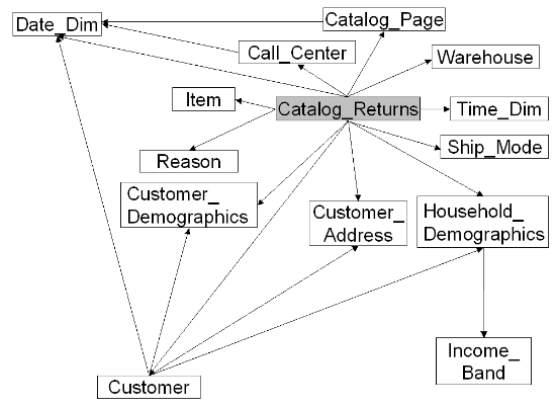 Date_Dim
Catalog_Page
Call_Center
Warehouse
Item
Catalog_Returns
Time_Dim
Reason
Ship_Mode
Customer_
Demographics
Customer_
Address
Household_
Demographics
Income_
Band
Customer